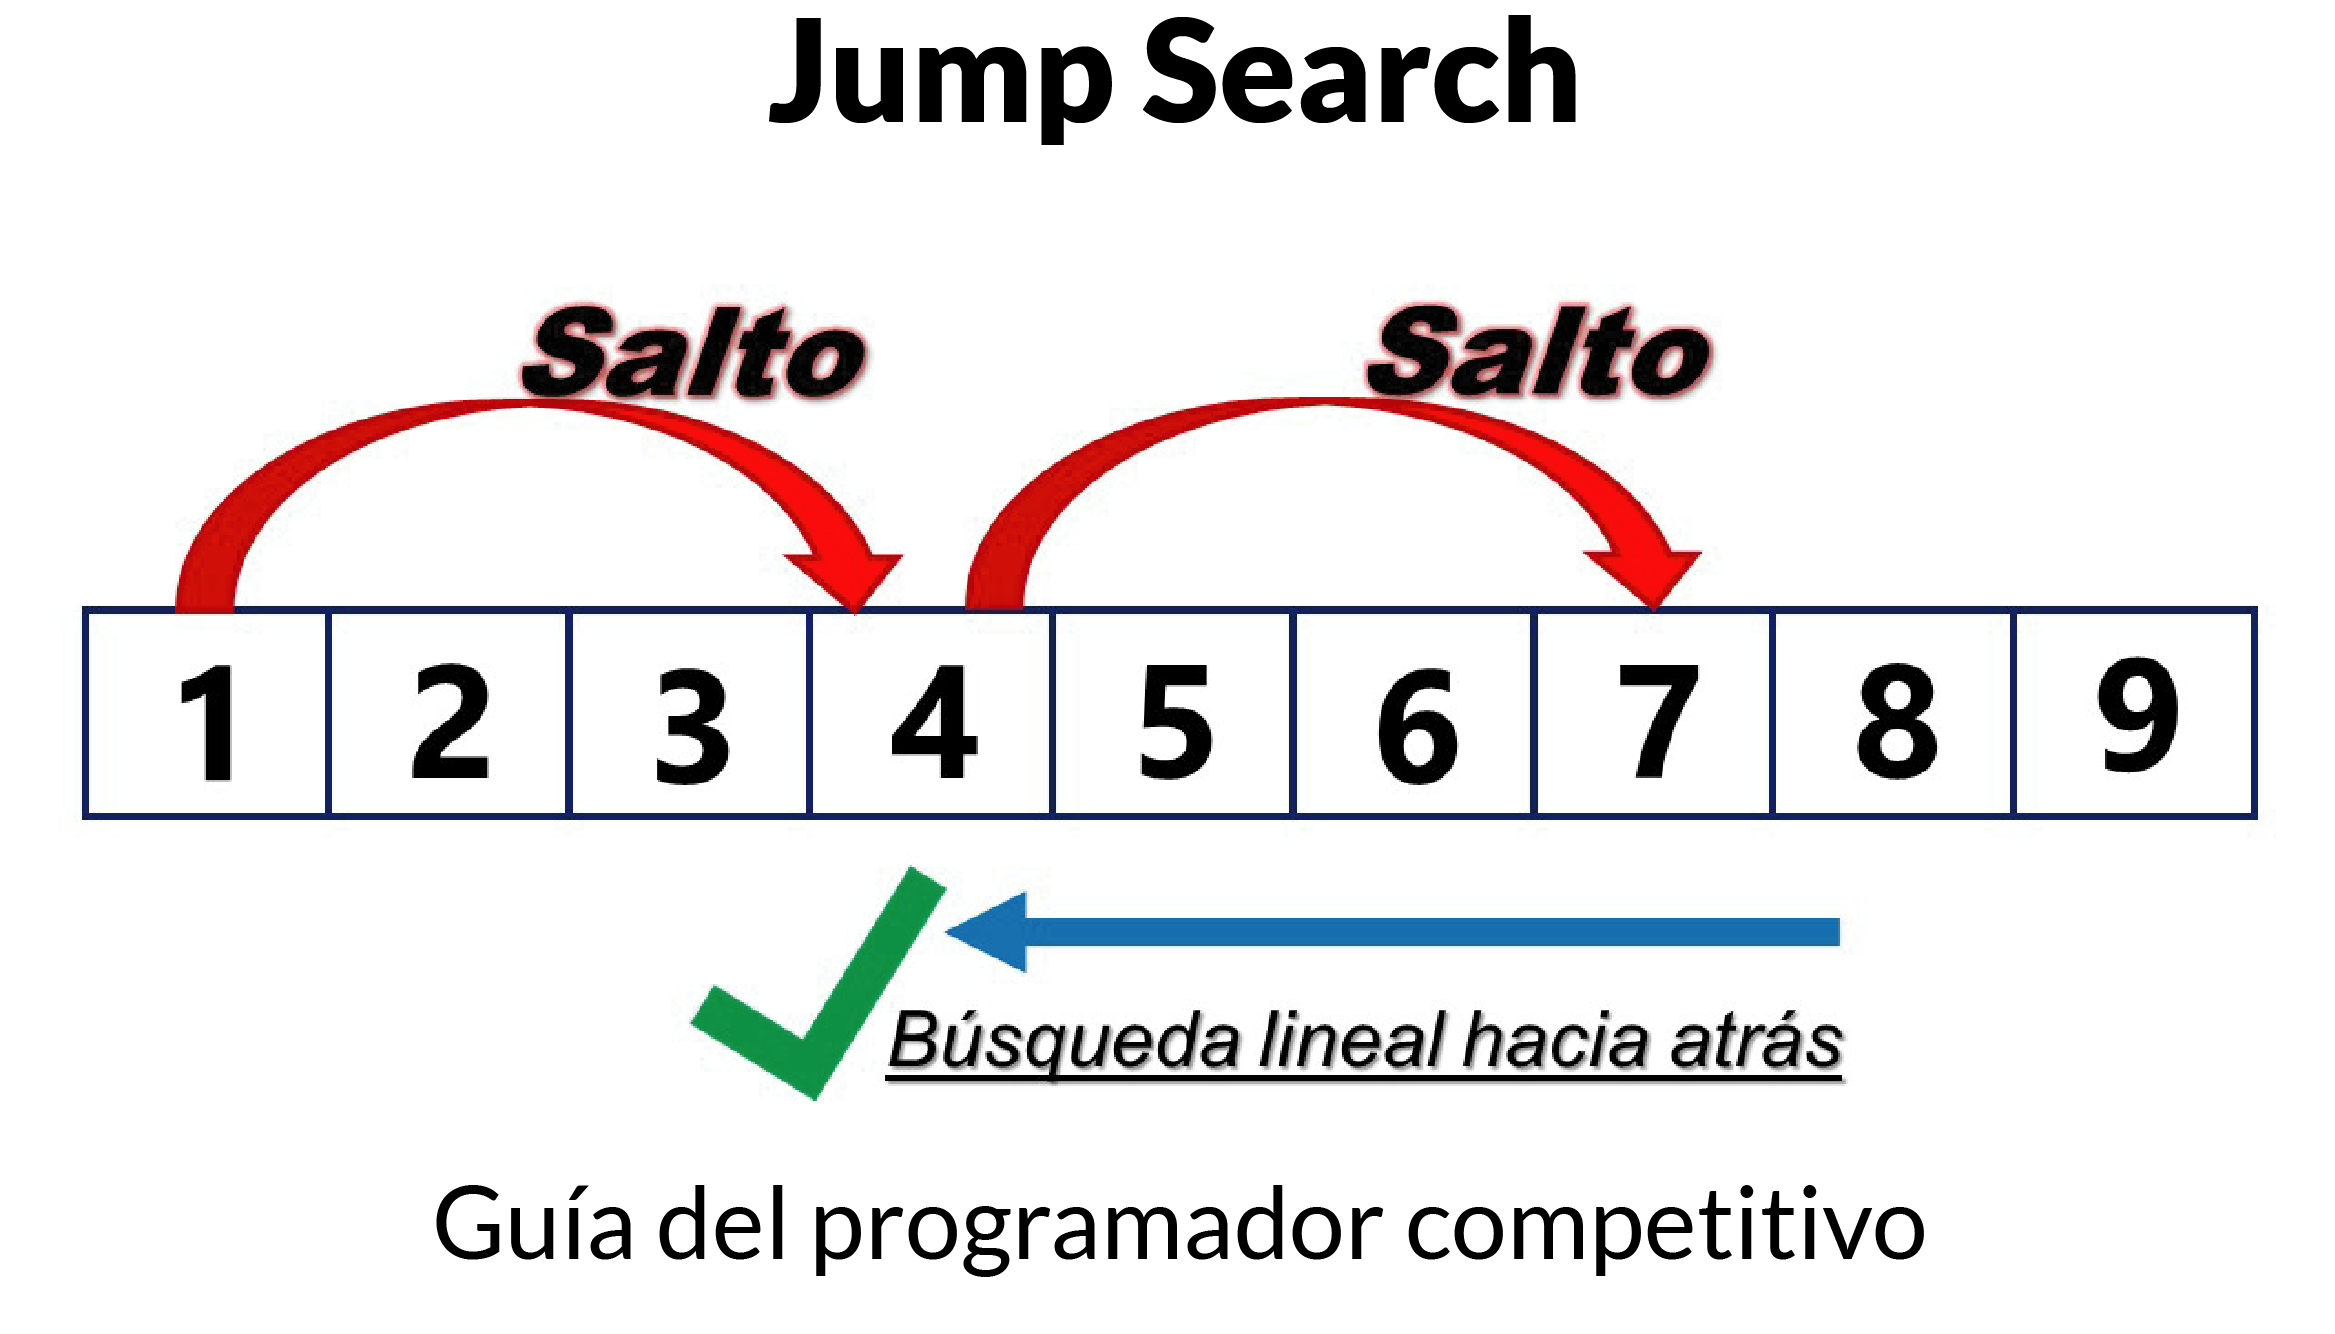 Jump Search
Salto Salto
1 2 3 4 5 6 7 8 9
Búsqueda lineal hacia atrás
Guía del programador competitivo